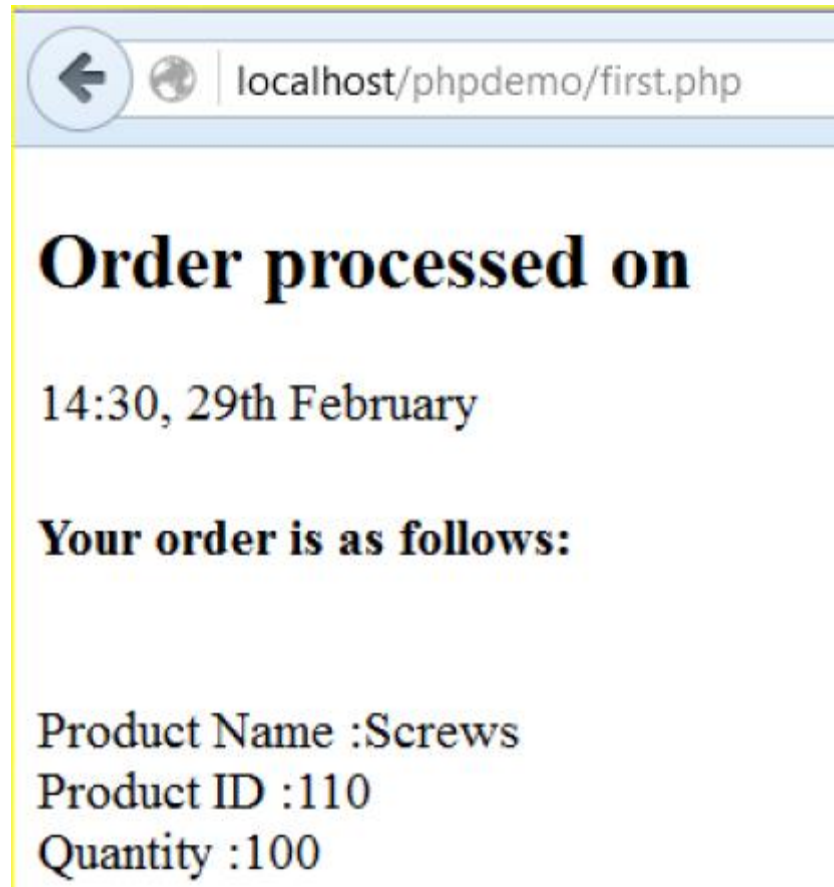 localhost/phpdemo/first.php
Order processed on
14:30, 29th February
Your order is as follows:
Product Name :Screws
Product ID :110
Quantity :100